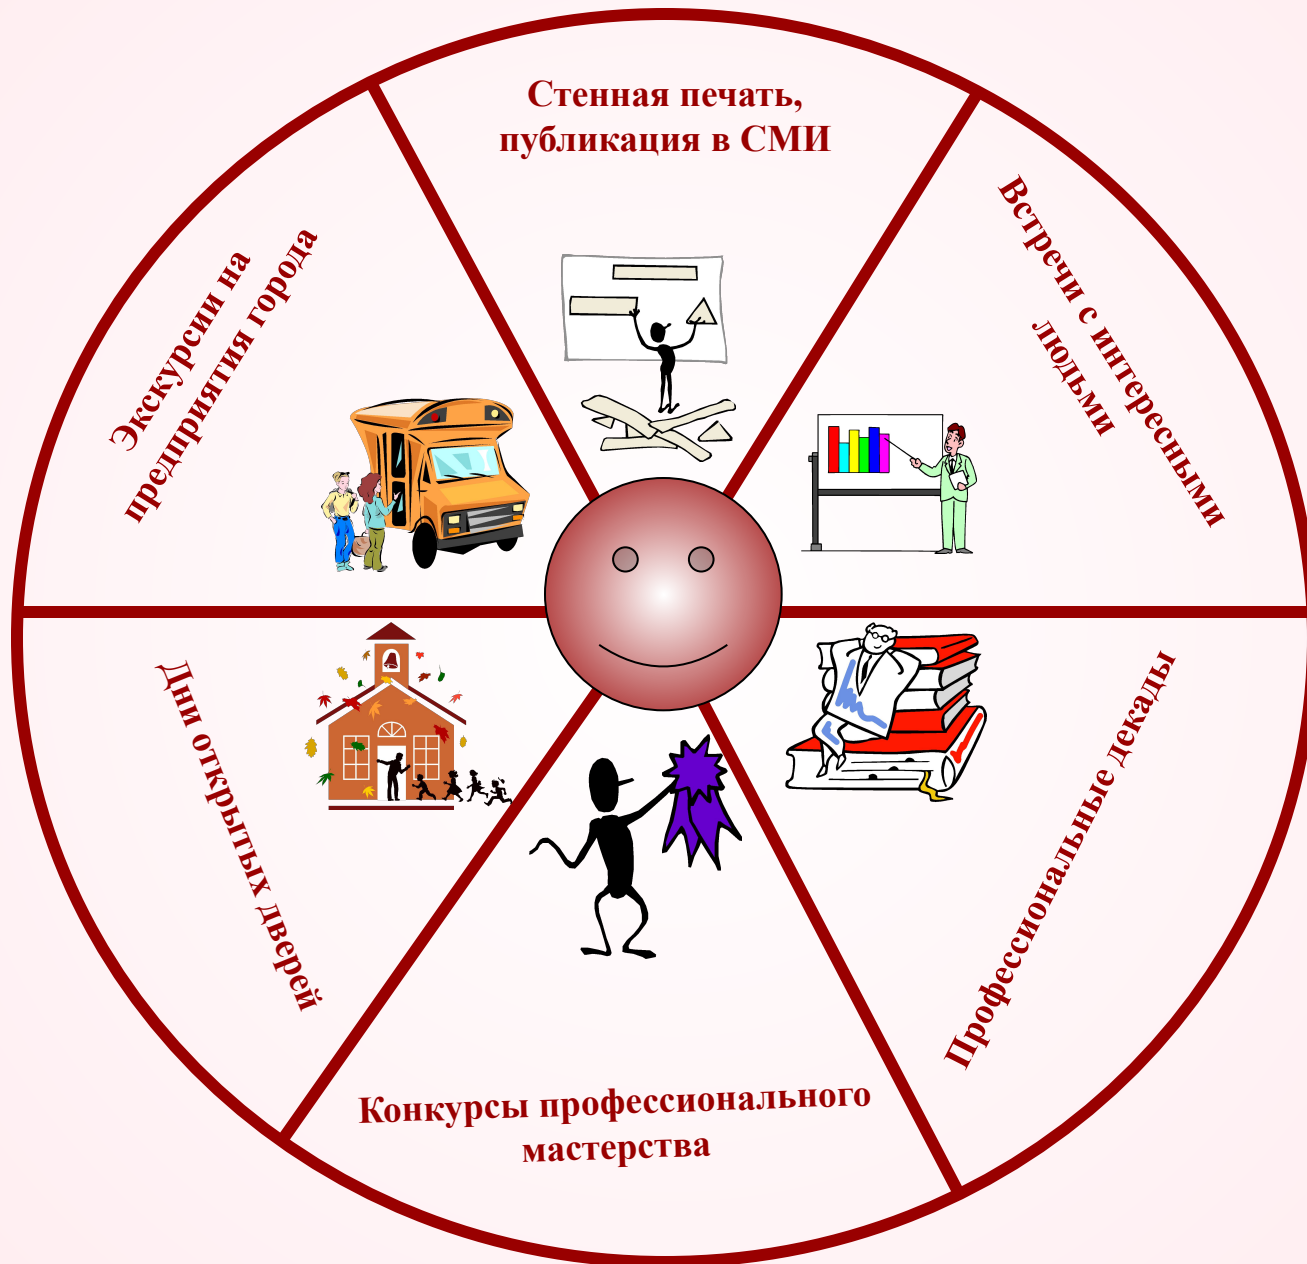 Стенная печать,
публикация в СМИ
Встречи с интересными
людьми
Экскурсии на
предприятия города
Дни открытых дверей
Профессиональные декады
Конкурсы профессионального
мастерства